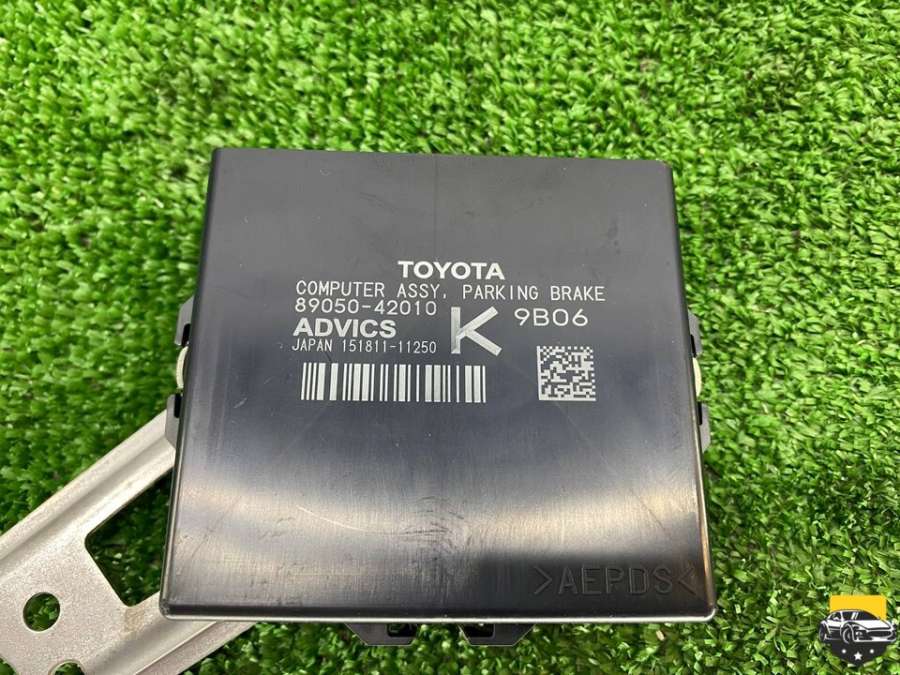 TOYOTA
COMPUTER ASSY, PARKING BRAKE
89050-42010
ADVICS K 9B06
JAPAN 151811-11250
>AEPDS<